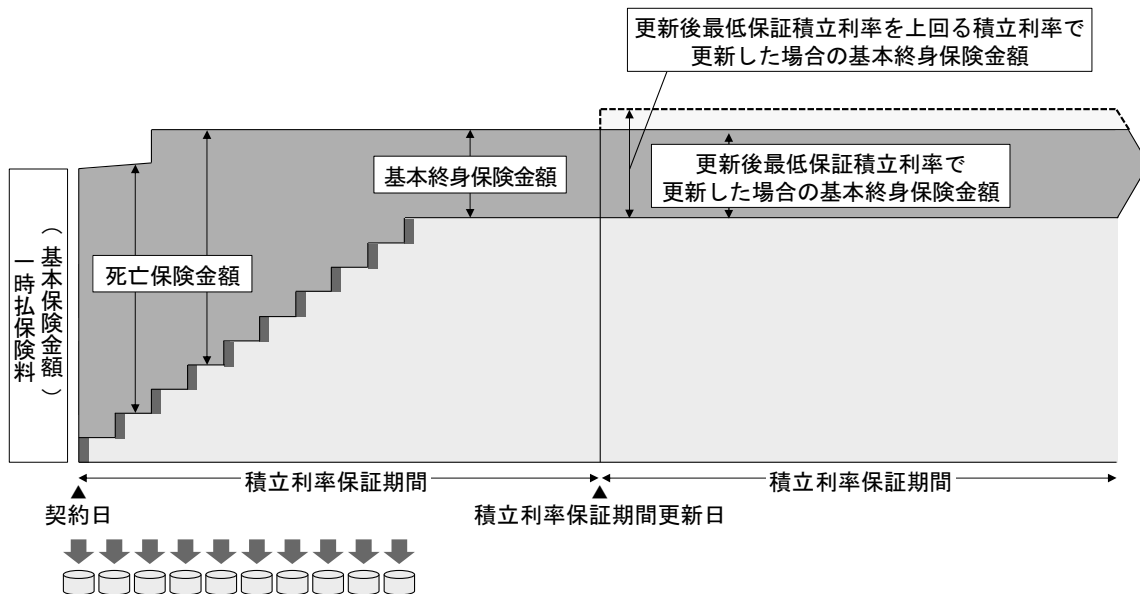 更新後最低保証積立利率を上回る積立利率で
更新した場合の基本終身保険金額
基本終身保険金額
更新後最低保証積立利率で
更新した場合の基本終身保険金額
死亡保険金額
（基本保険金額）
一時払保険料
積立利率保証期間
積立利率保証期間
契約日
積立利率保証期間更新日